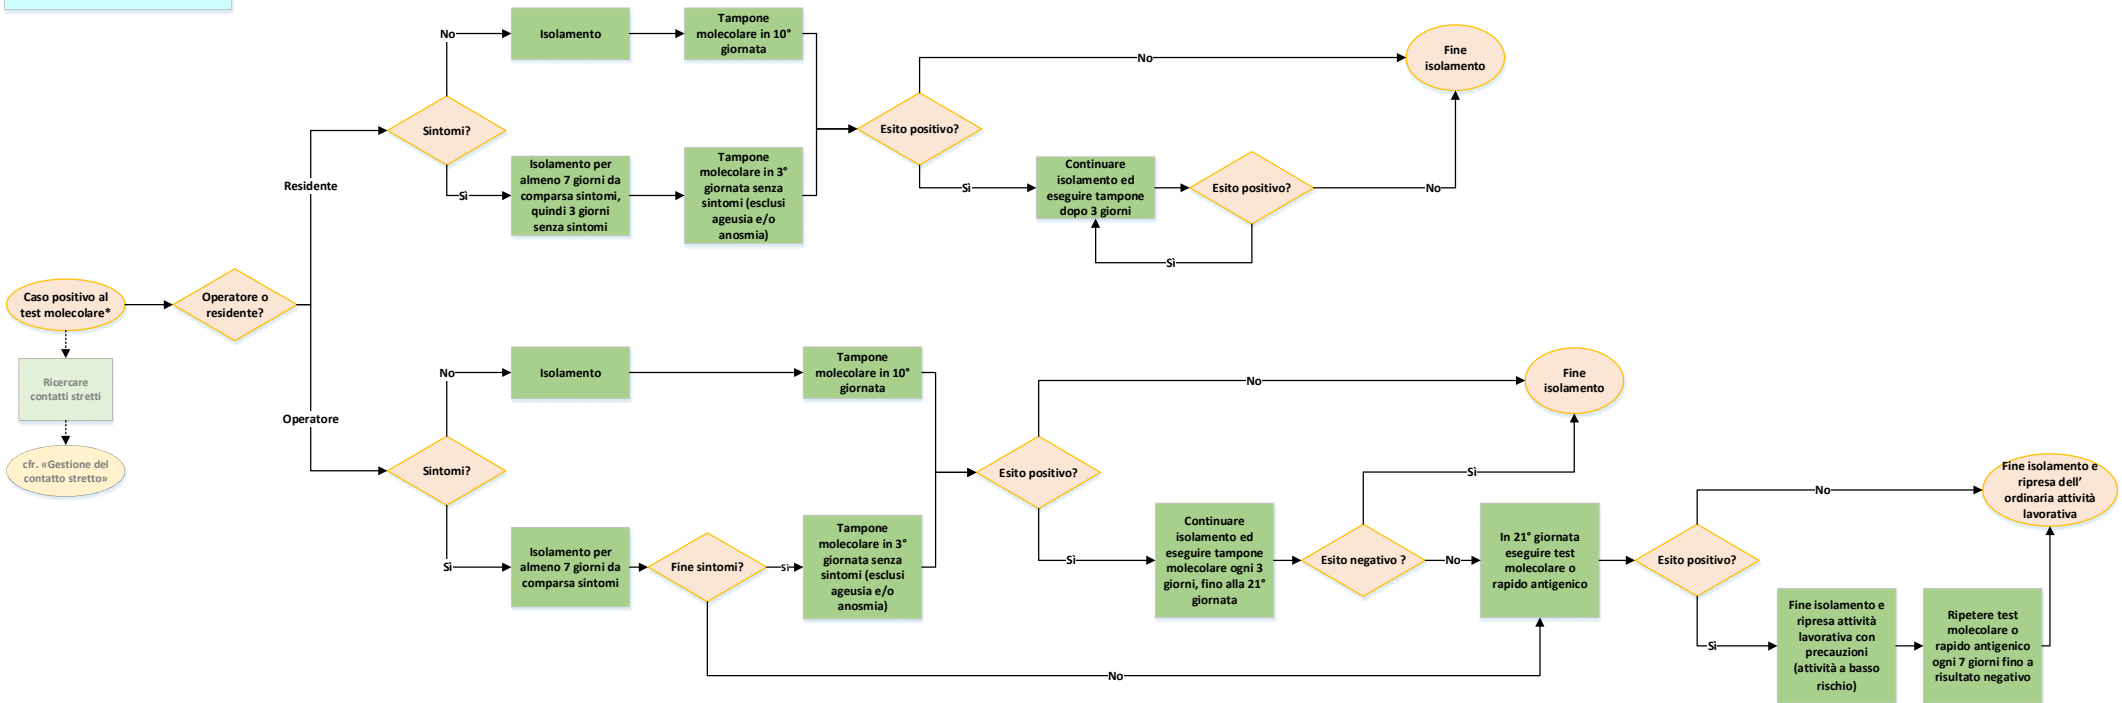 Caso positivo al
test molecolare*
Ricercare
contatti stretti
cfr. «Gestione del
contatto stretto»
Operatore o
residente?
Residente
Operatore
Sintomi?
No
Isolamento
Tampone
molecolare in 10°
giornata
Sì
Isolamento per
almeno 7 giorni da
comparsa sintomi,
quindi 3 giorni
senza sintomi
Tampone
molecolare in 3°
giornata senza
sintomi (esclusi
ageusia e/o
anosmia)
Esito positivo?
No
Fine
isolamento
Sì
Continuare
isolamento ed
eseguire tampone
dopo 3 giorni
Esito positivo?
No
Sì
Sintomi?
No
Isolamento
Tampone
molecolare in 10°
giornata
Sì
Isolamento per
almeno 7 giorni da
comparsa sintomi
Fine sintomi?
sì
Tampone
molecolare in 3°
giornata senza
sintomi (esclusi
ageusia e/o
anosmia)
No
Esito positivo?
No
Fine
isolamento
Sì
Continuare
isolamento ed
eseguire tampone
molecolare ogni 3
giorni, fino alla 21°
giornata
Esito negativo ?
Sì
No
In 21° giornata
eseguire test
molecolare o
rapido antigenico
Esito positivo?
No
Fine isolamento e
ripresa dell’
ordinaria attività
lavorativa
Sì
Fine isolamento e
ripresa attività
lavorativa con
precauzioni
(attività a basso
rischio)
Ripetere test
molecolare o
rapido antigenico
ogni 7 giorni fino a
risultato negativo